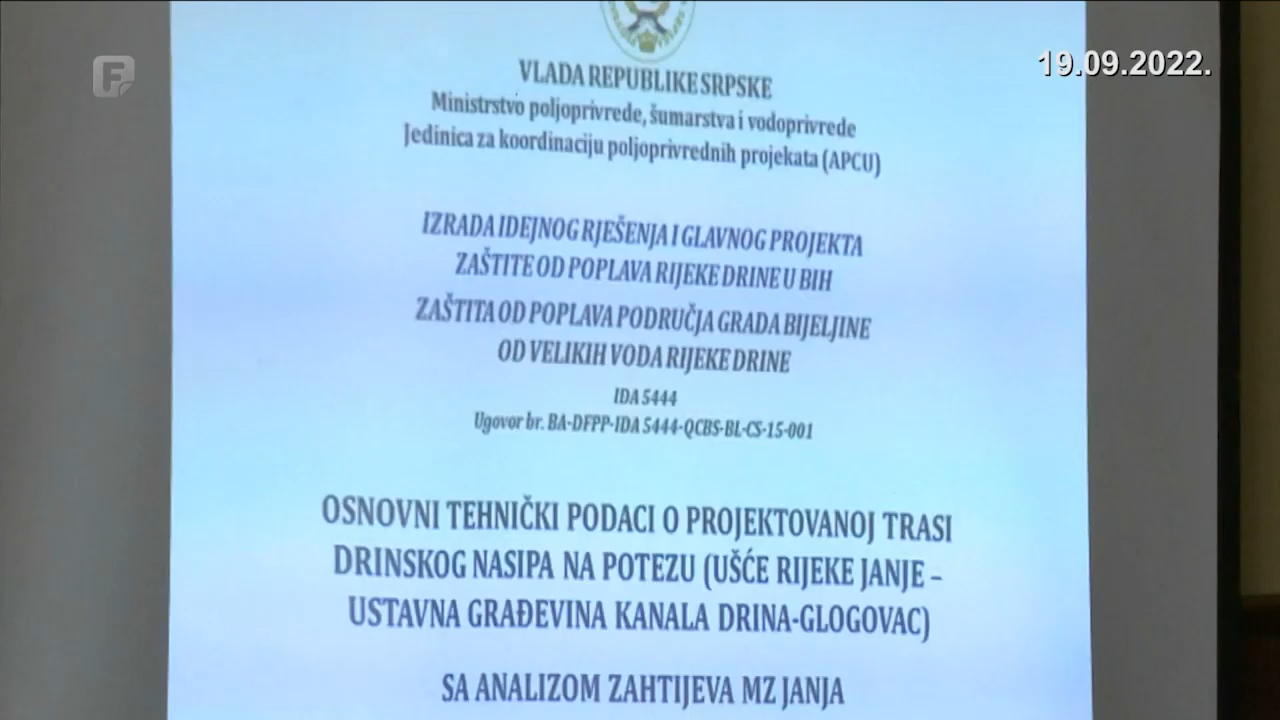 F
19.09.2022.
VLADA REPUBLIKE SRPSKE
Ministrstvo poljoprivrede, šumarstva i vodoprivrede
Jedinica za koordinaciju poljoprivrednih projekata (APCU)
IZRADA IDEJNOG RJEŠENJA I GLAVNOG PROJEKTA
ZAŠTITE OD POPLAVA RIJEKE DRINE U BIH
ZAŠTITA OD POPLAVA PODRUČJA GRADA BIJELJINE
OD VELIKIH VODA RIJEKE DRINE
IDA 5444
Ugovor br. BA-DFPP-IDA 5444-QCBS-BL-CS-15-001
OSNOVNI TEHNIČKI PODACI O PROJEKTOVANOJ TRASI
DRINSKOG NASIPA NA POTEZU (UŠĆE RIJEKE JANJE –
USTAVNA GRAĐEVINA KANALA DRINA-GLOGOVAC)
SA ANALIZOM ZAHTIJEVA MZ JANJA